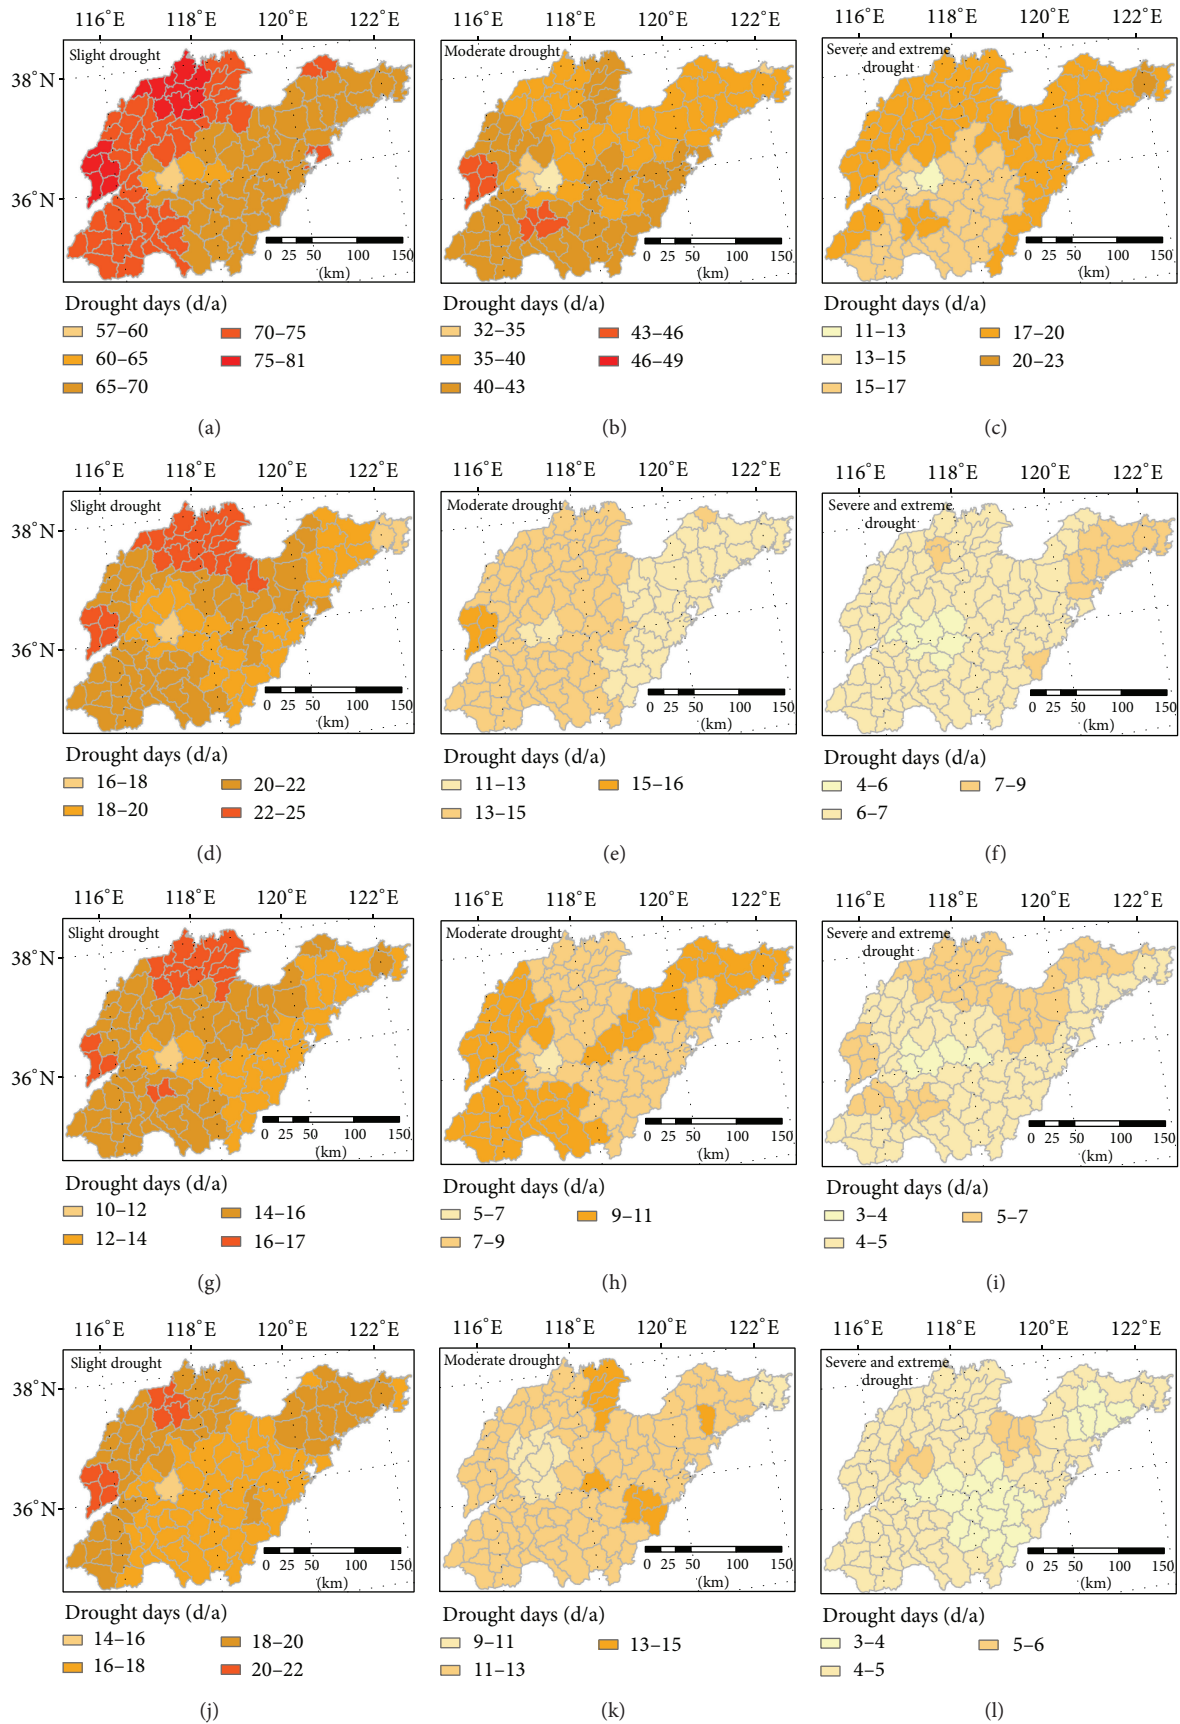 116°E 118°E 120°E 122°E
116°E 118°E 120°E 122°E
116°E 118°E 120°E 122°E
38°N
36°N
Slight drought
0 25 50 100 150
(km)
Moderate drought
0 25 50 100 150
(km)
Severe and extreme
drought
0 25 50 100 150
(km)
Drought days (d/a)
57–60 70–75
60–65 75–81
65–70
Drought days (d/a)
32–35 43–46
35–40 46–49
40–43
Drought days (d/a)
11–13 17–20
13–15 20–23
15–17
(a)
(b)
(c)
116°E 118°E 120°E 122°E
116°E 118°E 120°E 122°E
116°E 118°E 120°E 122°E
38°N
36°N
Slight drought
0 25 50 100 150
(km)
Moderate drought
0 25 50 100 150
(km)
Severe and extreme
drought
0 25 50 100 150
(km)
Drought days (d/a)
16–18 20–22
18–20 22–25
Drought days (d/a)
11–13 15–16
13–15
Drought days (d/a)
4–6 7–9
6–7
(d)
(e)
(f)
116°E 118°E 120°E 122°E
116°E 118°E 120°E 122°E
116°E 118°E 120°E 122°E
38°N
36°N
Slight drought
0 25 50 100 150
(km)
Moderate drought
0 25 50 100 150
(km)
Severe and extreme
drought
0 25 50 100 150
(km)
Drought days (d/a)
10–12 14–16
12–14 16–17
Drought days (d/a)
5–7 9–11
7–9
Drought days (d/a)
3–4 5–7
4–5
(g)
(h)
(i)
116°E 118°E 120°E 122°E
116°E 118°E 120°E 122°E
116°E 118°E 120°E 122°E
38°N
36°N
Slight drought
0 25 50 100 150
(km)
Moderate drought
0 25 50 100 150
(km)
Severe and extreme
drought
0 25 50 100 150
(km)
Drought days (d/a)
14–16 18–20
16–18 20–22
Drought days (d/a)
9–11 13–15
11–13
Drought days (d/a)
3–4 5–6
4–5
(j)
(k)
(l)